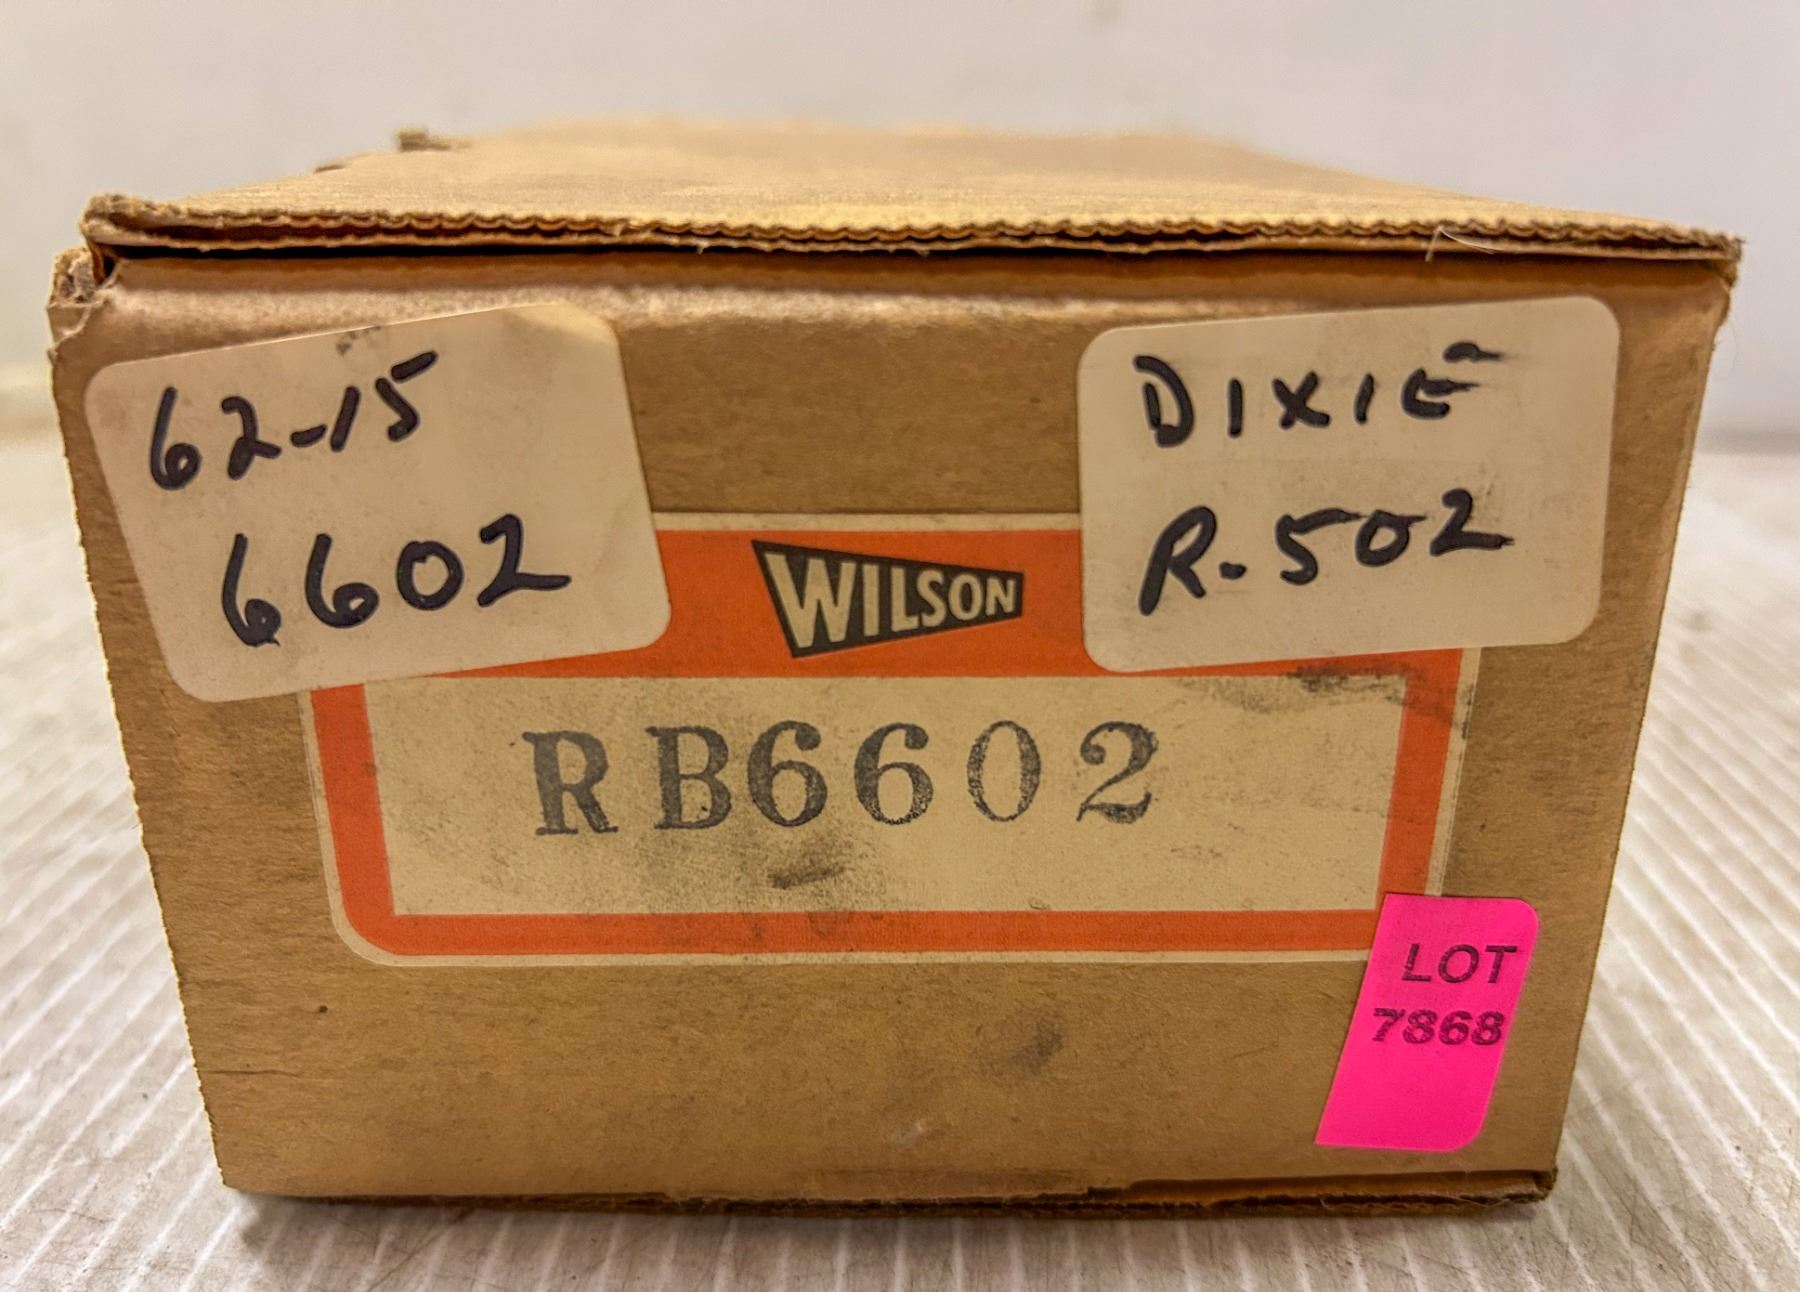 62-15
6602
DIXIE
R-502
WILSON
RB6602
LOT
7868